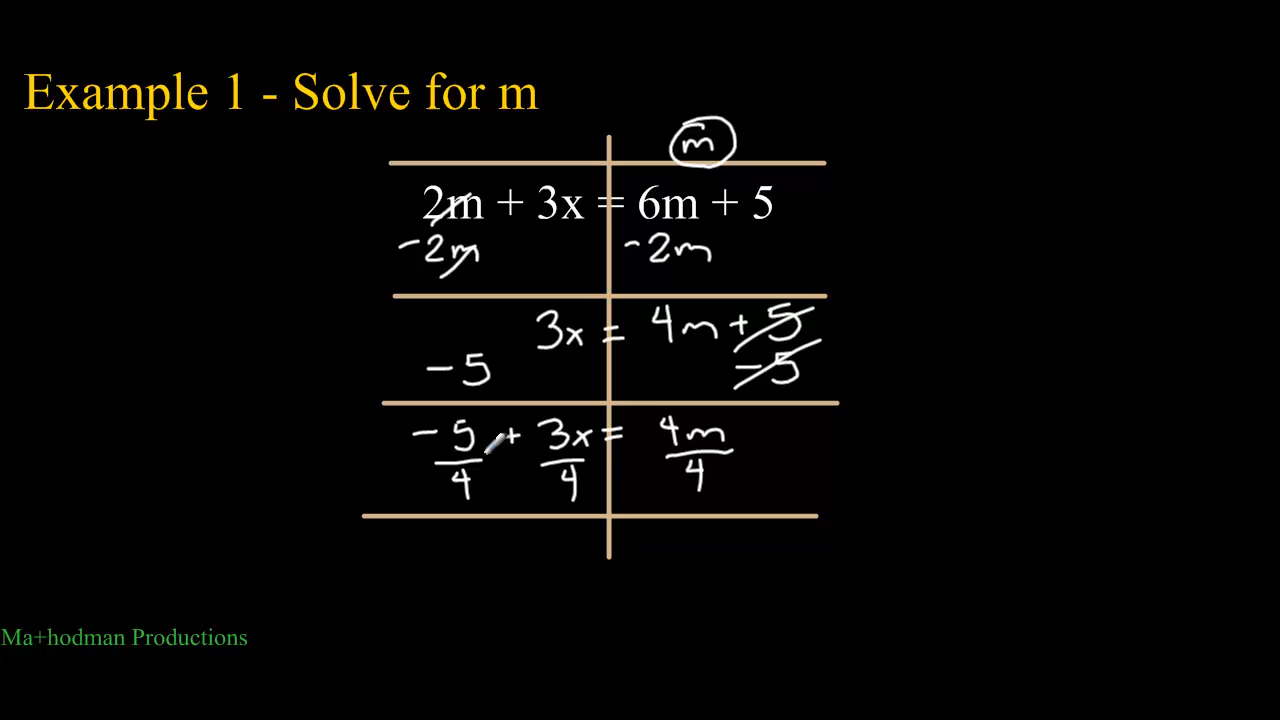 Example 1 - Solve for m
m
2m + 3x = 6m + 5
-2m -2m
3x = 4m + 5
-5 -5
-5/4 + 3x/4 = 4m/4
Ma+hodman Productions